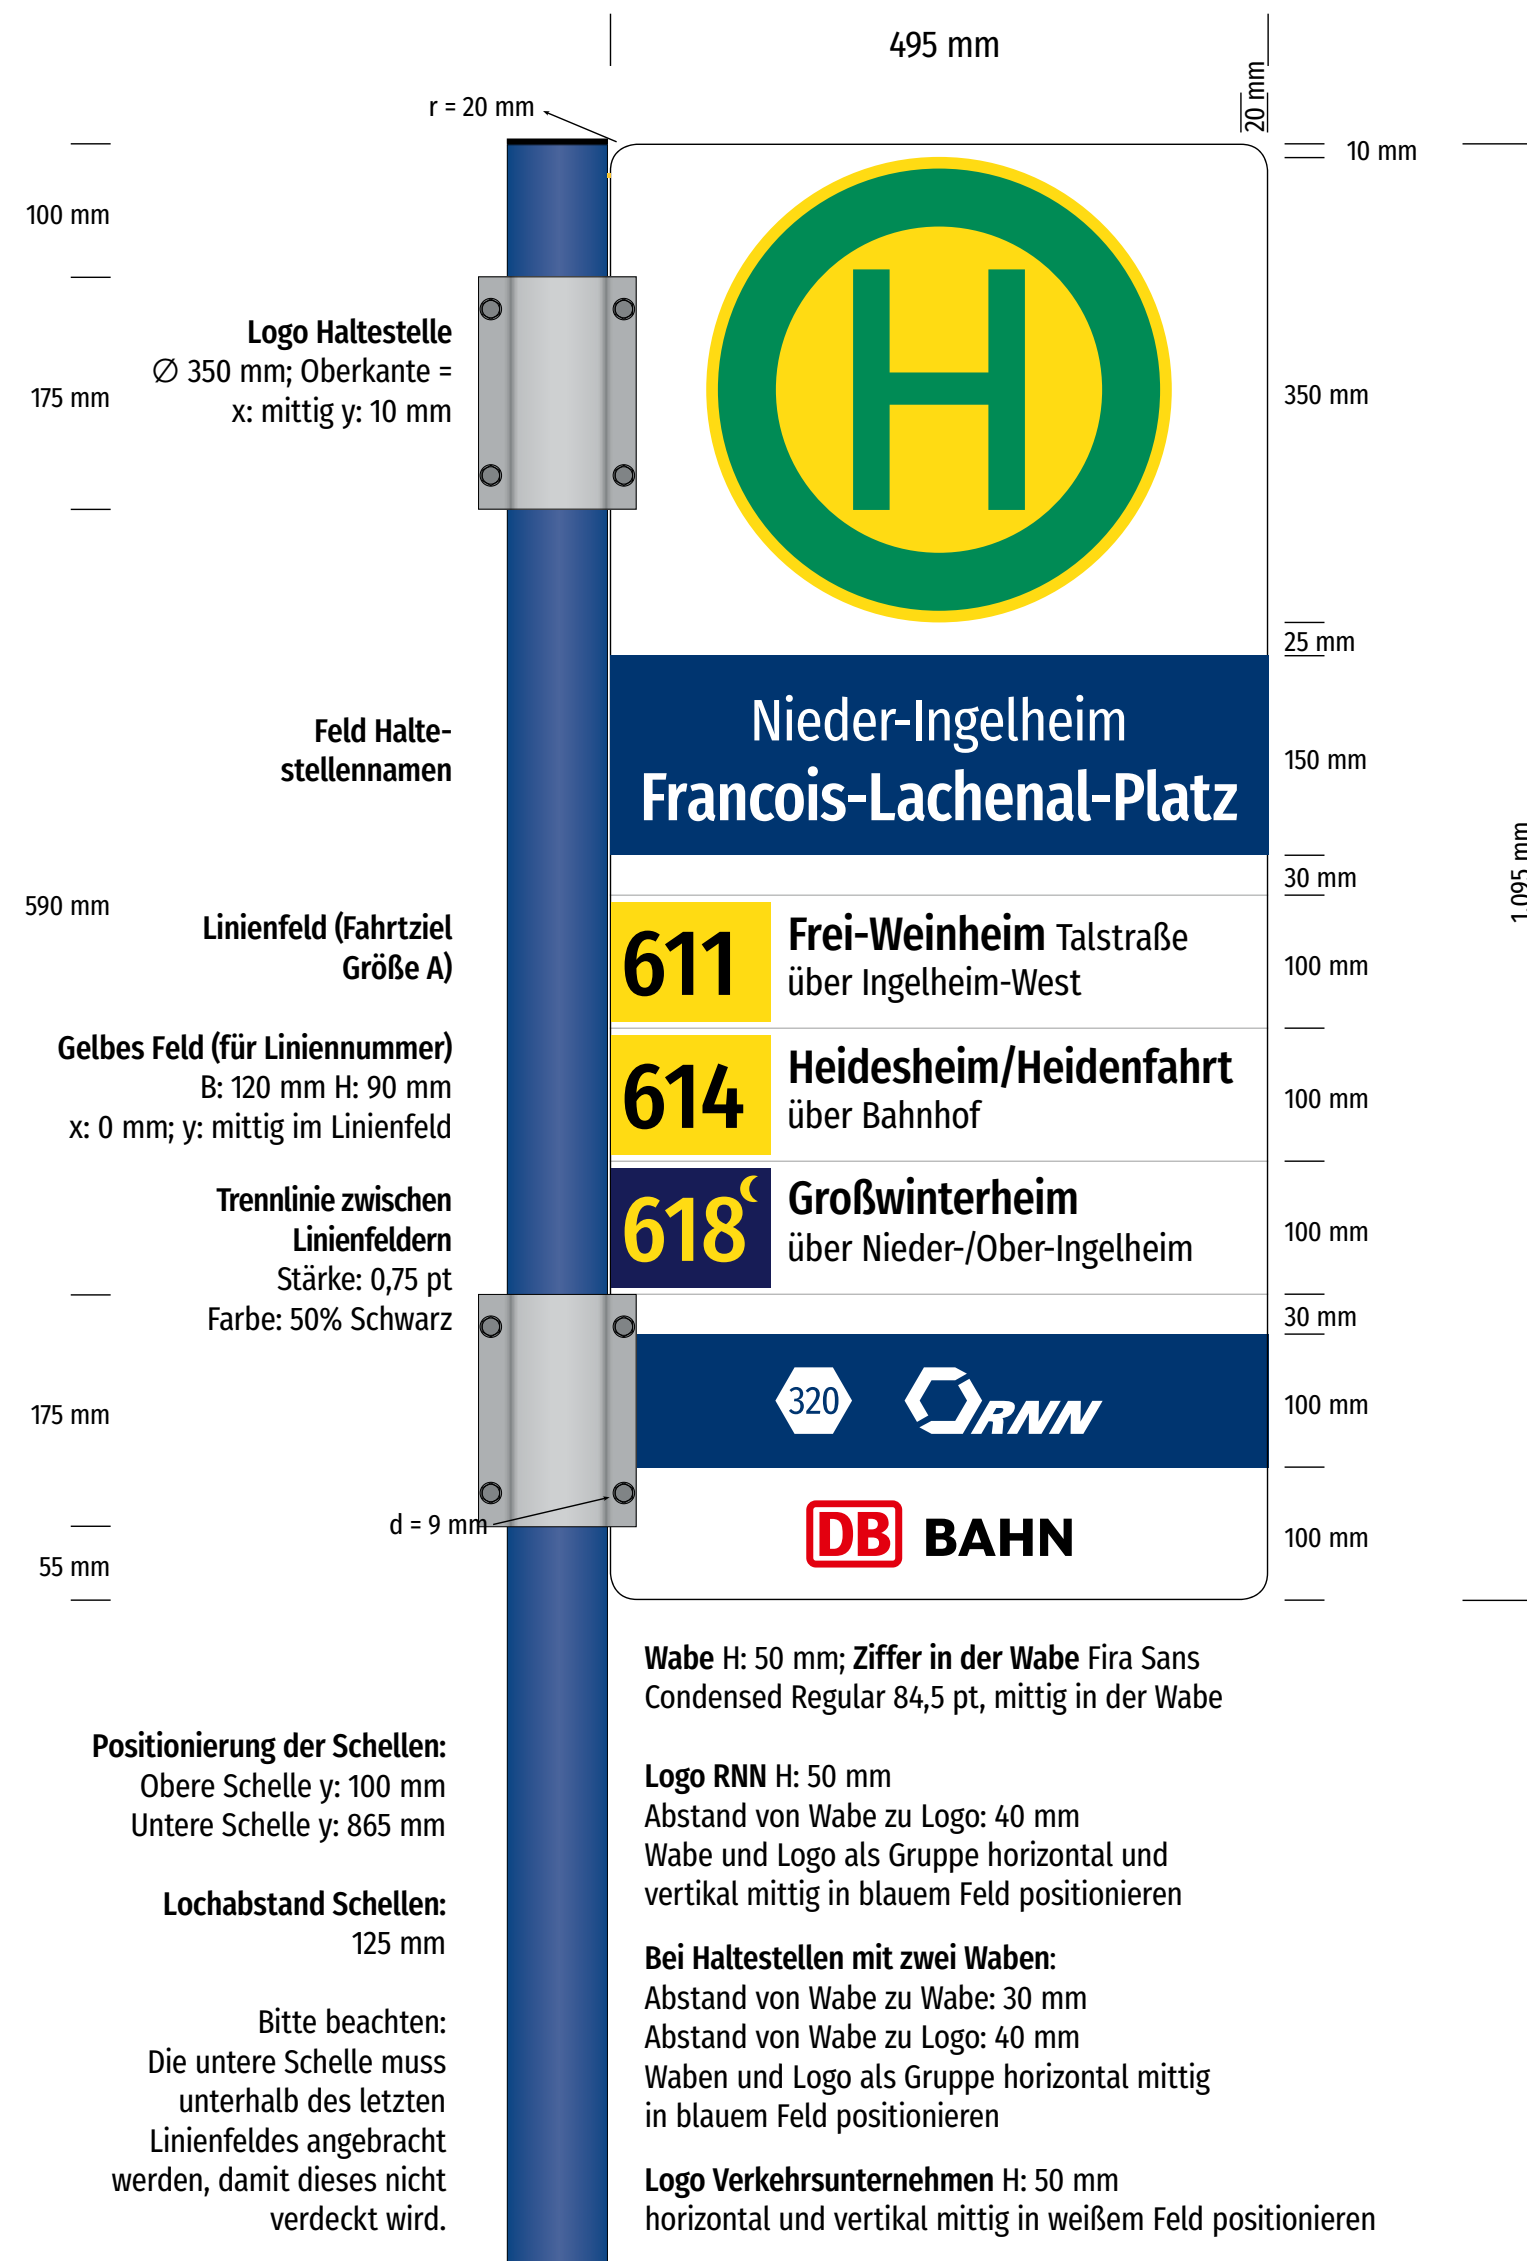 495 mm
20 mm
r = 20 mm
10 mm
100 mm
Logo Haltestelle
∅ 350 mm; Oberkante =
x: mittig y: 10 mm
175 mm
H
350 mm
25 mm
Feld Halte-
stellennamen
Nieder-Ingelheim
Francois-Lachenal-Platz
150 mm
1.095 mm
30 mm
590 mm
Linienfeld (Fahrtziel
Größe A)
611
Frei-Weinheim Talstraße
über Ingelheim-West
100 mm
Gelbes Feld (für Liniennummer)
B: 120 mm H: 90 mm
x: 0 mm; y: mittig im Linienfeld
614
Heidesheim/Heidenfahrt
über Bahnhof
100 mm
Trennlinie zwischen
Linienfeldern
Stärke: 0,75 pt
Farbe: 50% Schwarz
618
Großwinterheim
über Nieder-/Ober-Ingelheim
100 mm
30 mm
175 mm
320
RNN
100 mm
d = 9 mm
DB BAHN
100 mm
55 mm
Wabe H: 50 mm; Ziffer in der Wabe Fira Sans
Condensed Regular 84,5 pt, mittig in der Wabe
Positionierung der Schellen:
Obere Schelle y: 100 mm
Untere Schelle y: 865 mm
Lochabstand Schellen:
125 mm
Bitte beachten:
Die untere Schelle muss
unterhalb des letzten
Linienfeldes angebracht
werden, damit dieses nicht
verdeckt wird.
Logo RNN H: 50 mm
Abstand von Wabe zu Logo: 40 mm
Wabe und Logo als Gruppe horizontal und
vertikal mittig in blauem Feld positionieren
Bei Haltestellen mit zwei Waben:
Abstand von Wabe zu Wabe: 30 mm
Abstand von Wabe zu Logo: 40 mm
Waben und Logo als Gruppe horizontal mittig
in blauem Feld positionieren
Logo Verkehrsunternehmen H: 50 mm
horizontal und vertikal mittig in weißem Feld positionieren